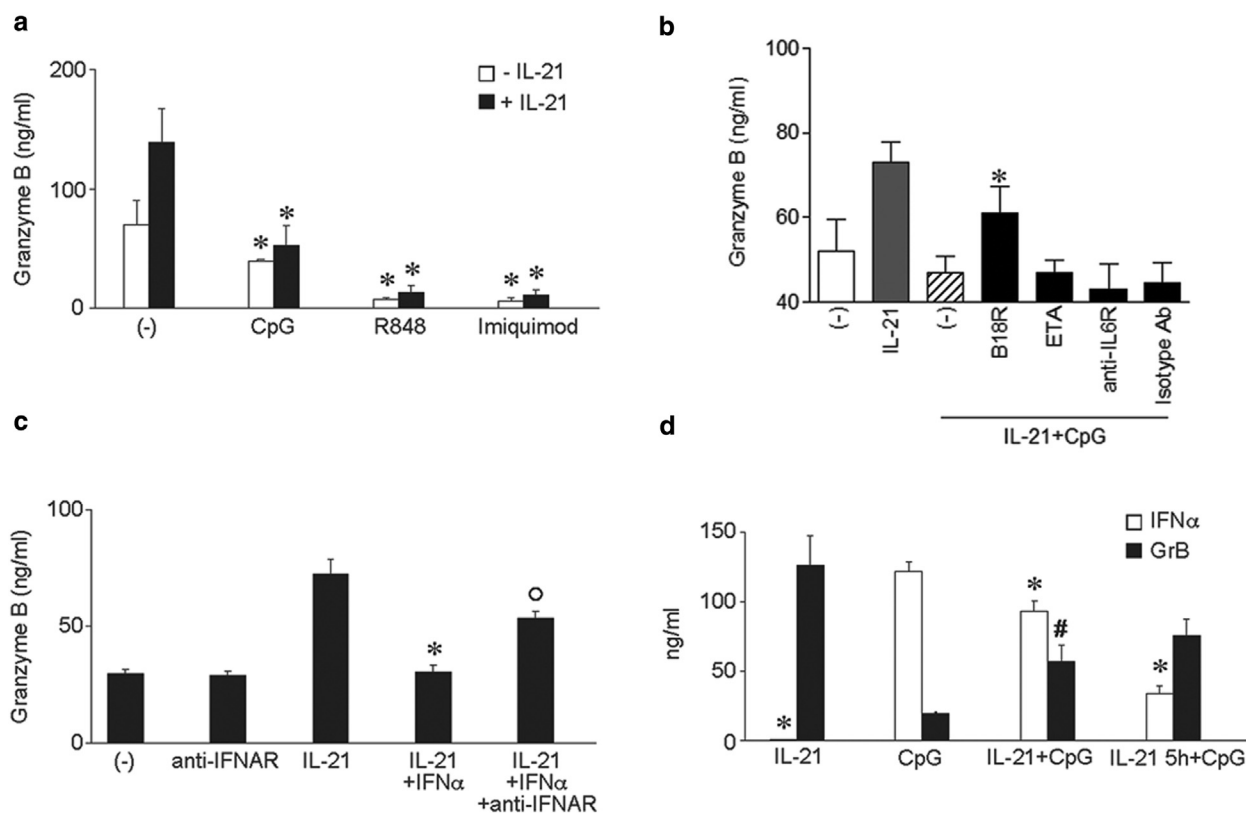 a
200
100
0
Granzyme B (ng/ml)
- IL-21
+ IL-21
*
*
*
*
*
*
(-)
CpG
R848
Imiquimod
b
100
80
60
40
Granzyme B (ng/ml)
*
(-)
IL-21
(-)
B18R
ETA
anti-IL6R
Isotype Ab
IL-21+CpG
c
100
50
0
Granzyme B (ng/ml)
*
(-)
anti-IFNAR
IL-21
IL-21
+IFNα
IL-21
+IFNα
+anti-IFNAR
d
150
100
50
0
ng/ml
IFNα
GrB
*
*
#
*
IL-21
CpG
IL-21+CpG
IL-21 5h+CpG